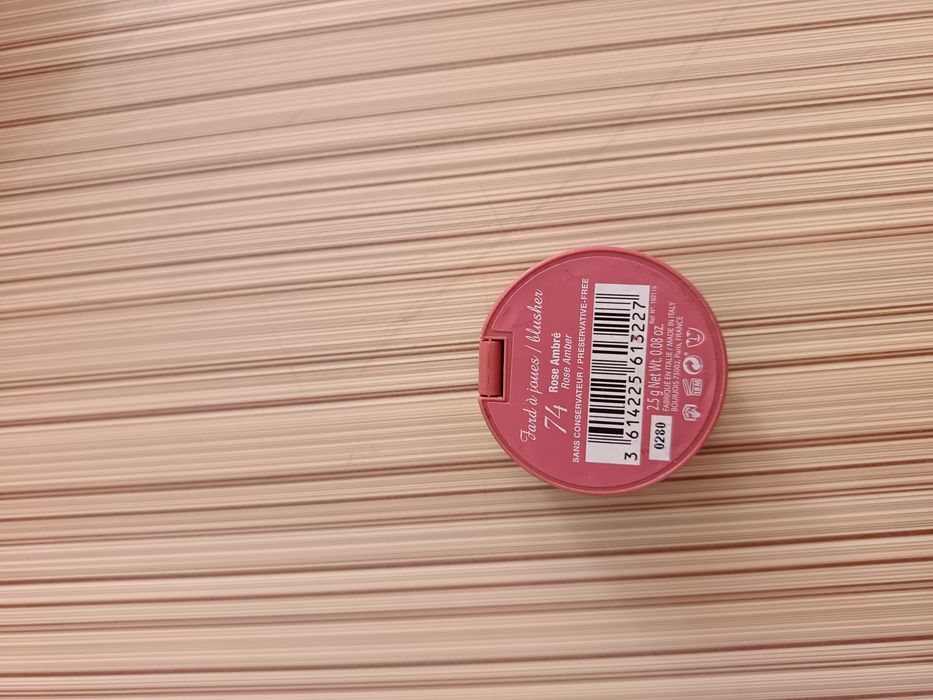 Fard à joues / blusher
74 Rose Ambré
Rose Amber
SANS CONSERVATEUR / PRESERVATIVE-FREE
3 614225 613227
0280
2.5 g Net Wt. 0.08 oz.
FABRIQUÉ EN ITALIE / MADE IN ITALY
BOURJOIS 75002, Paris, FRANCE